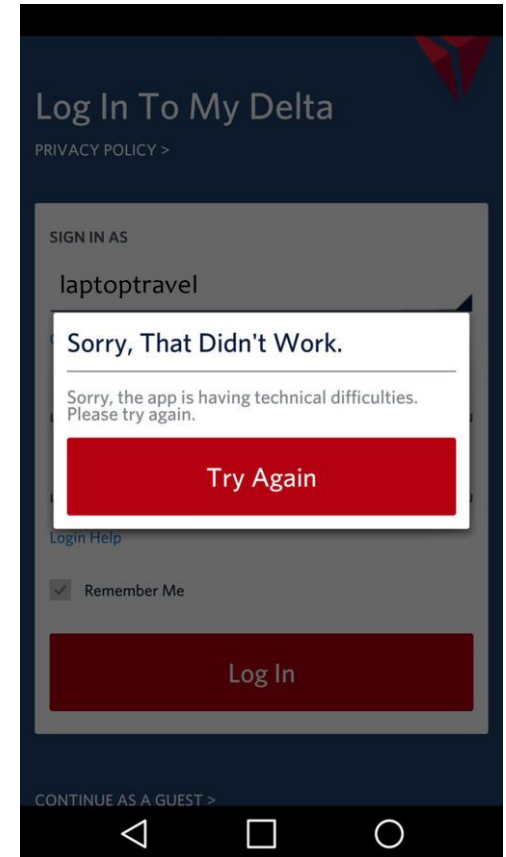 Log In To My Delta
PRIVACY POLICY >
SIGN IN AS
laptoptravel
Sorry, That Didn't Work.
Sorry, the app is having technical difficulties.
Please try again.
Try Again
Login Help
Remember Me
Log In
CONTINUE AS A GUEST >